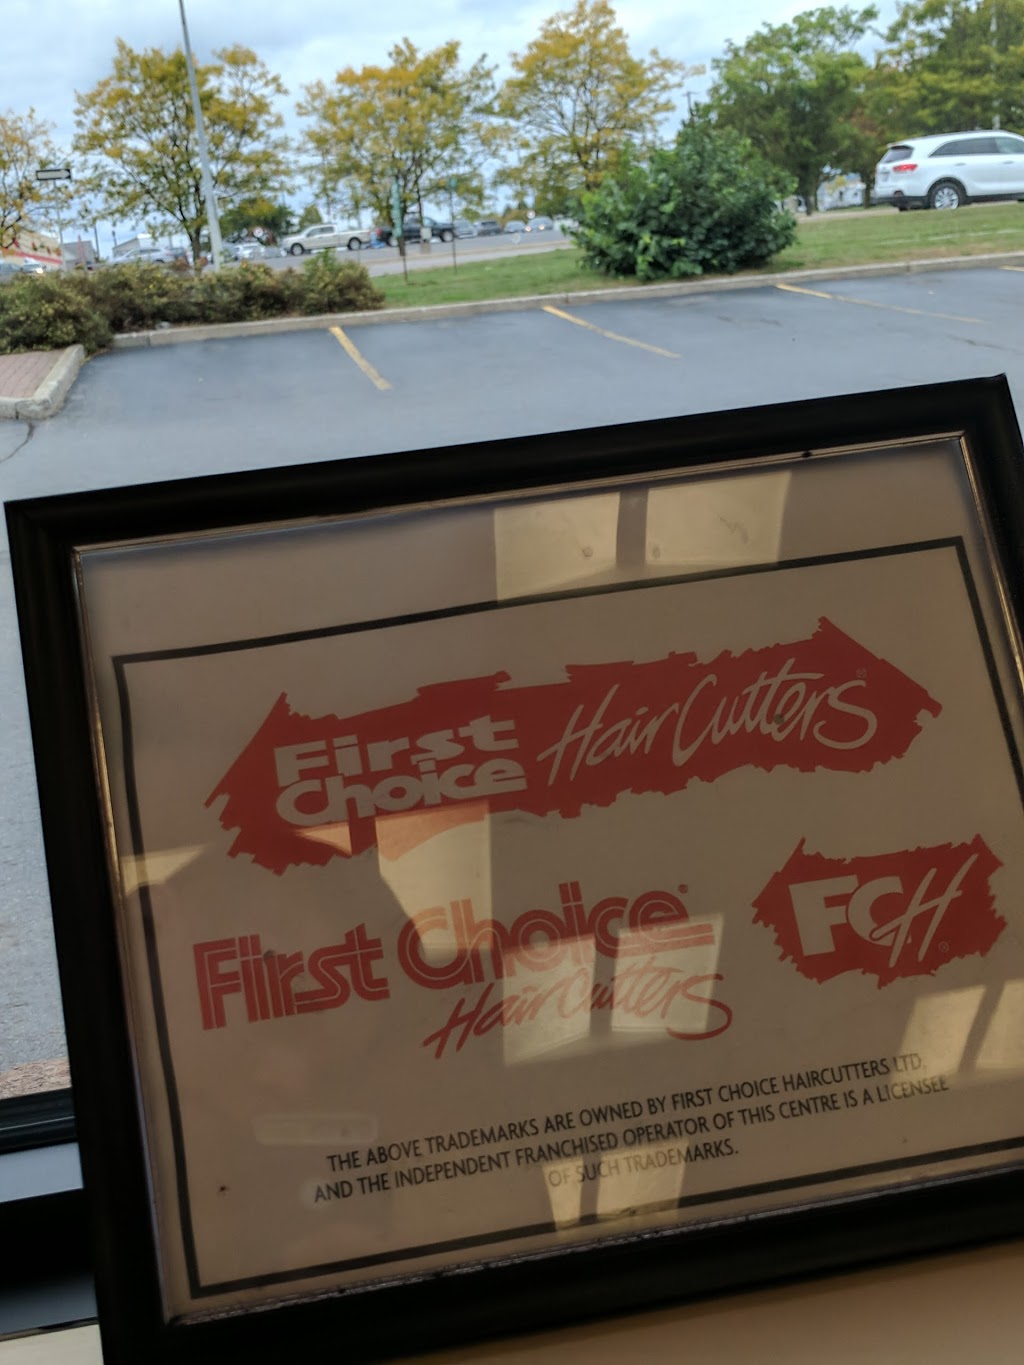 First
Choice HairCutters®
First Choice®
HairCutters
FCH®
THE ABOVE TRADEMARKS ARE OWNED BY FIRST CHOICE HAIRCUTTERS LTD.
AND THE INDEPENDENT FRANCHISED OPERATOR OF THIS CENTRE IS A LICENSEE
OF SUCH TRADEMARKS.